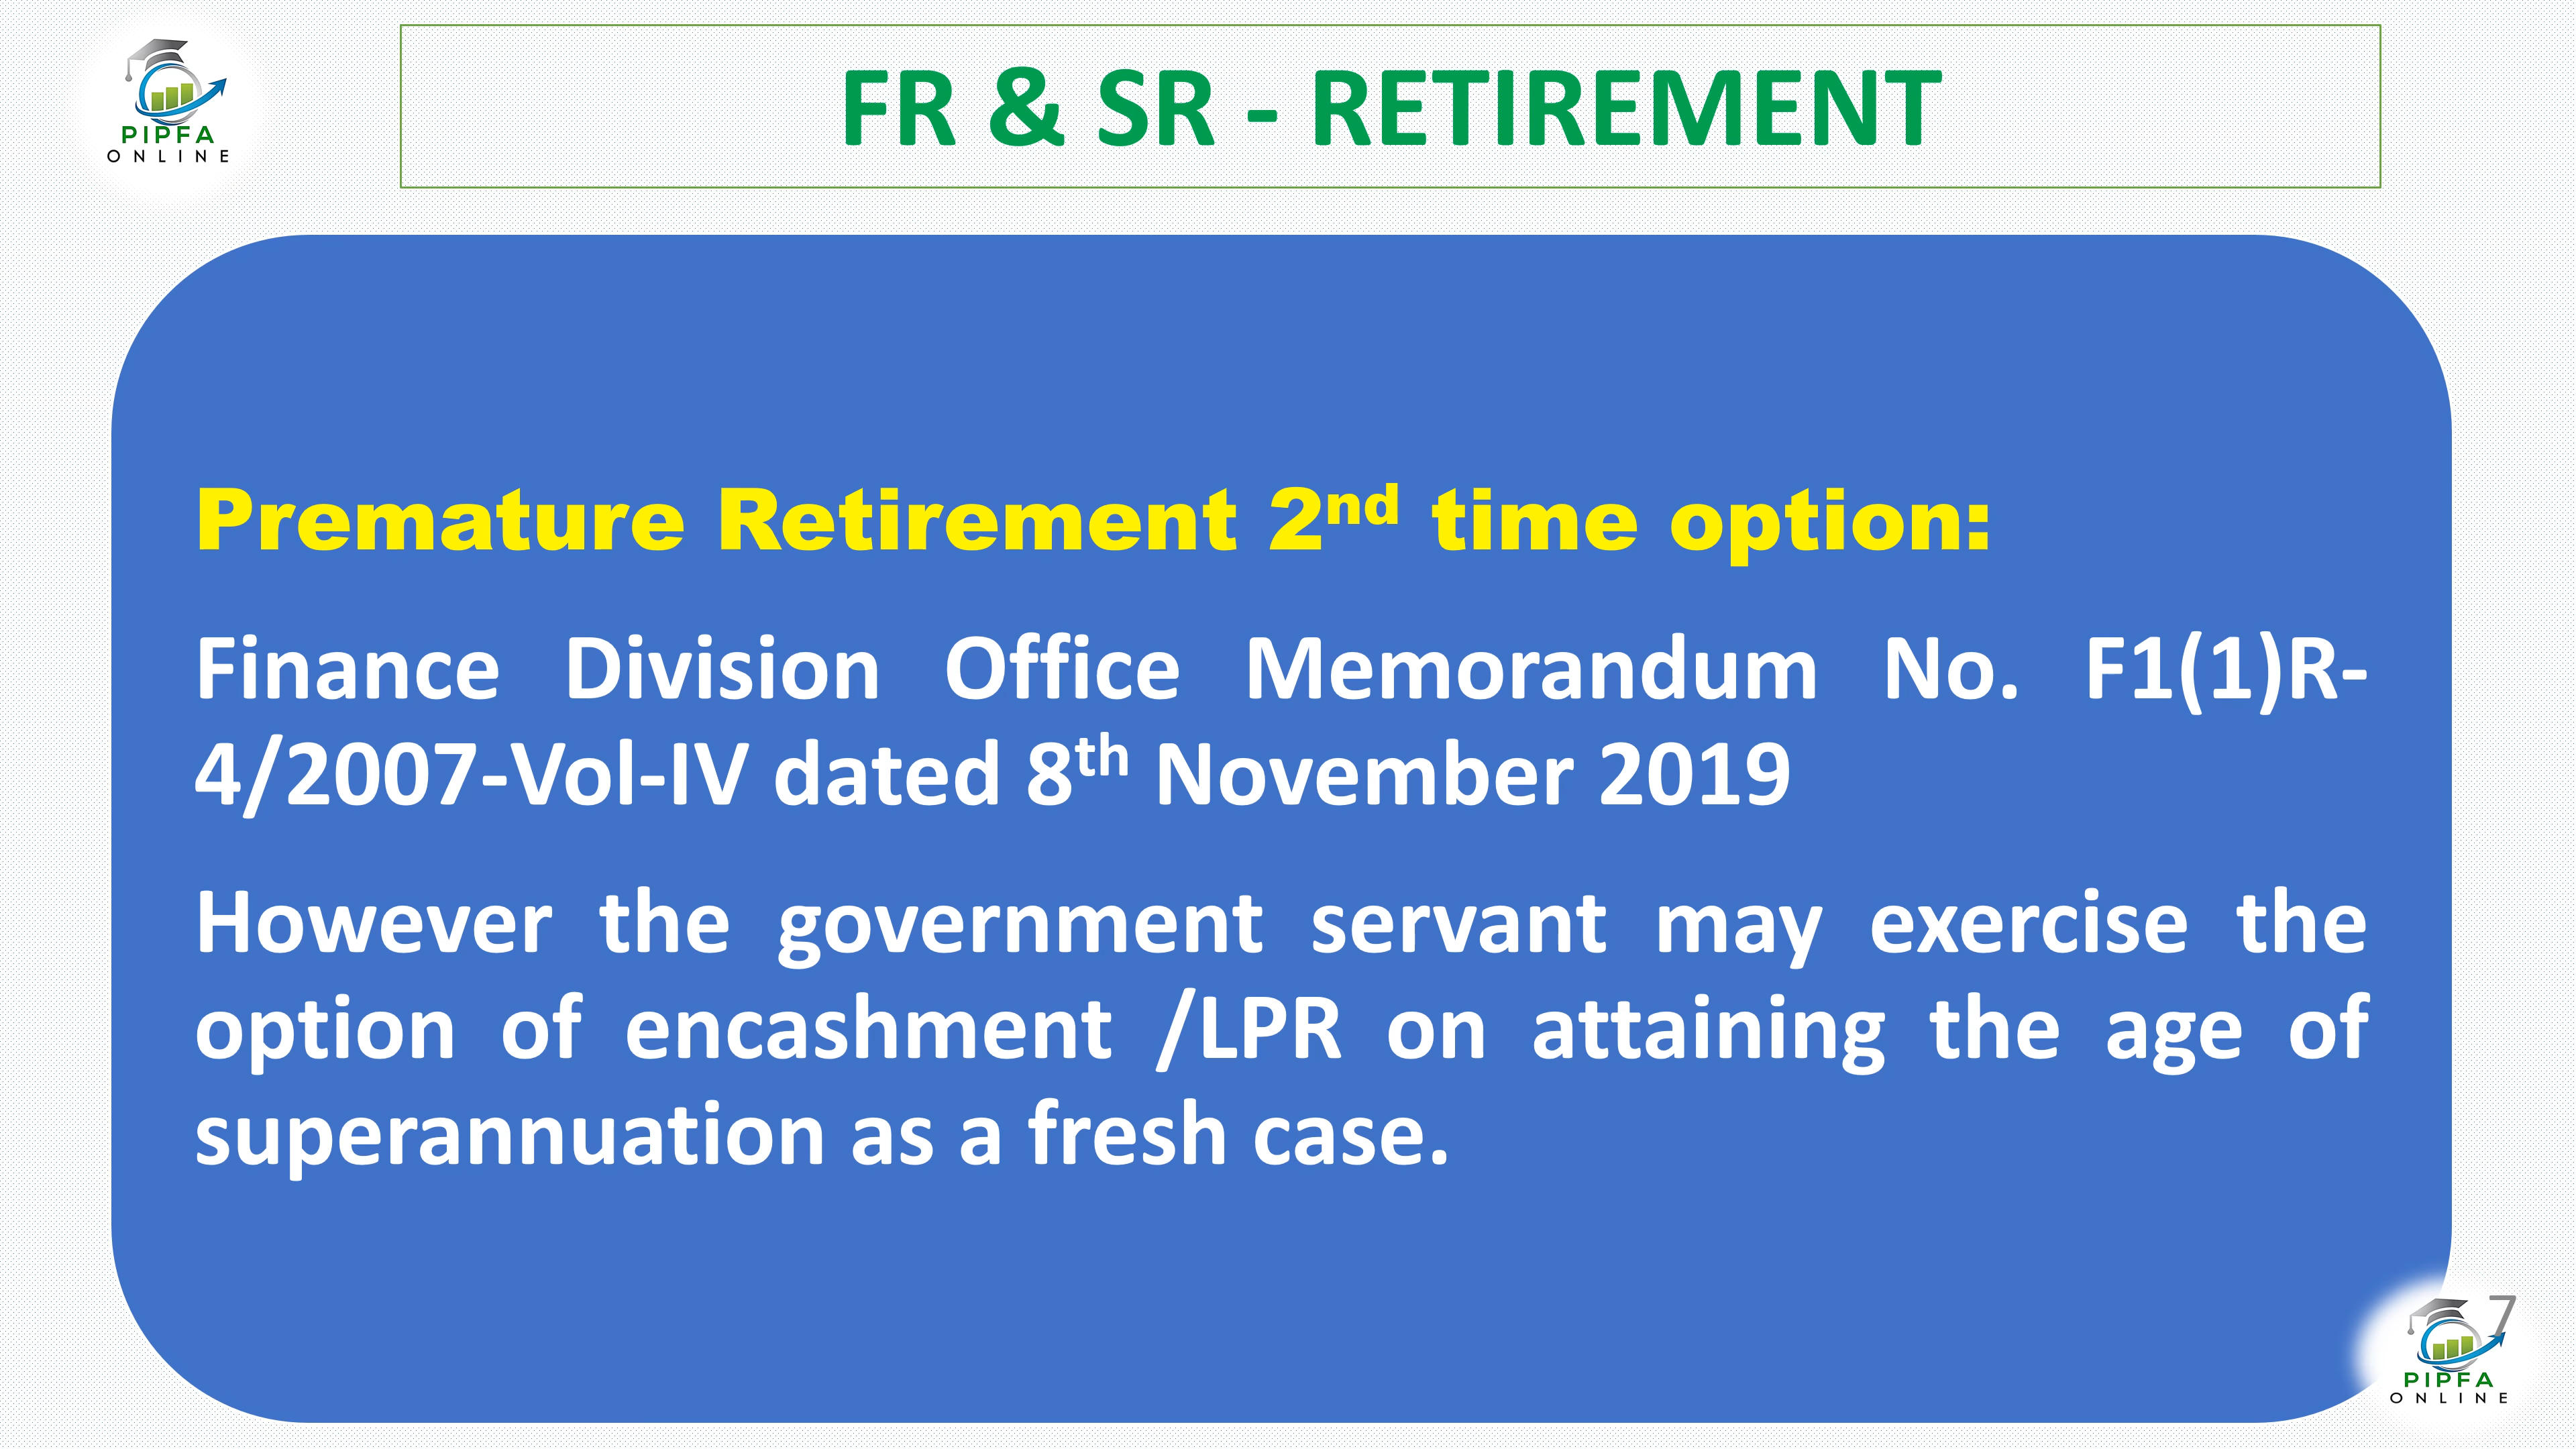 PIPFA
ONLINE
FR & SR - RETIREMENT
Premature Retirement 2nd time option:
Finance Division Office Memorandum No. F1(1)R-
4/2007-Vol-IV dated 8th November 2019
However the government servant may exercise the
option of encashment /LPR on attaining the age of
superannuation as a fresh case.
7
PIPFA
ONLINE